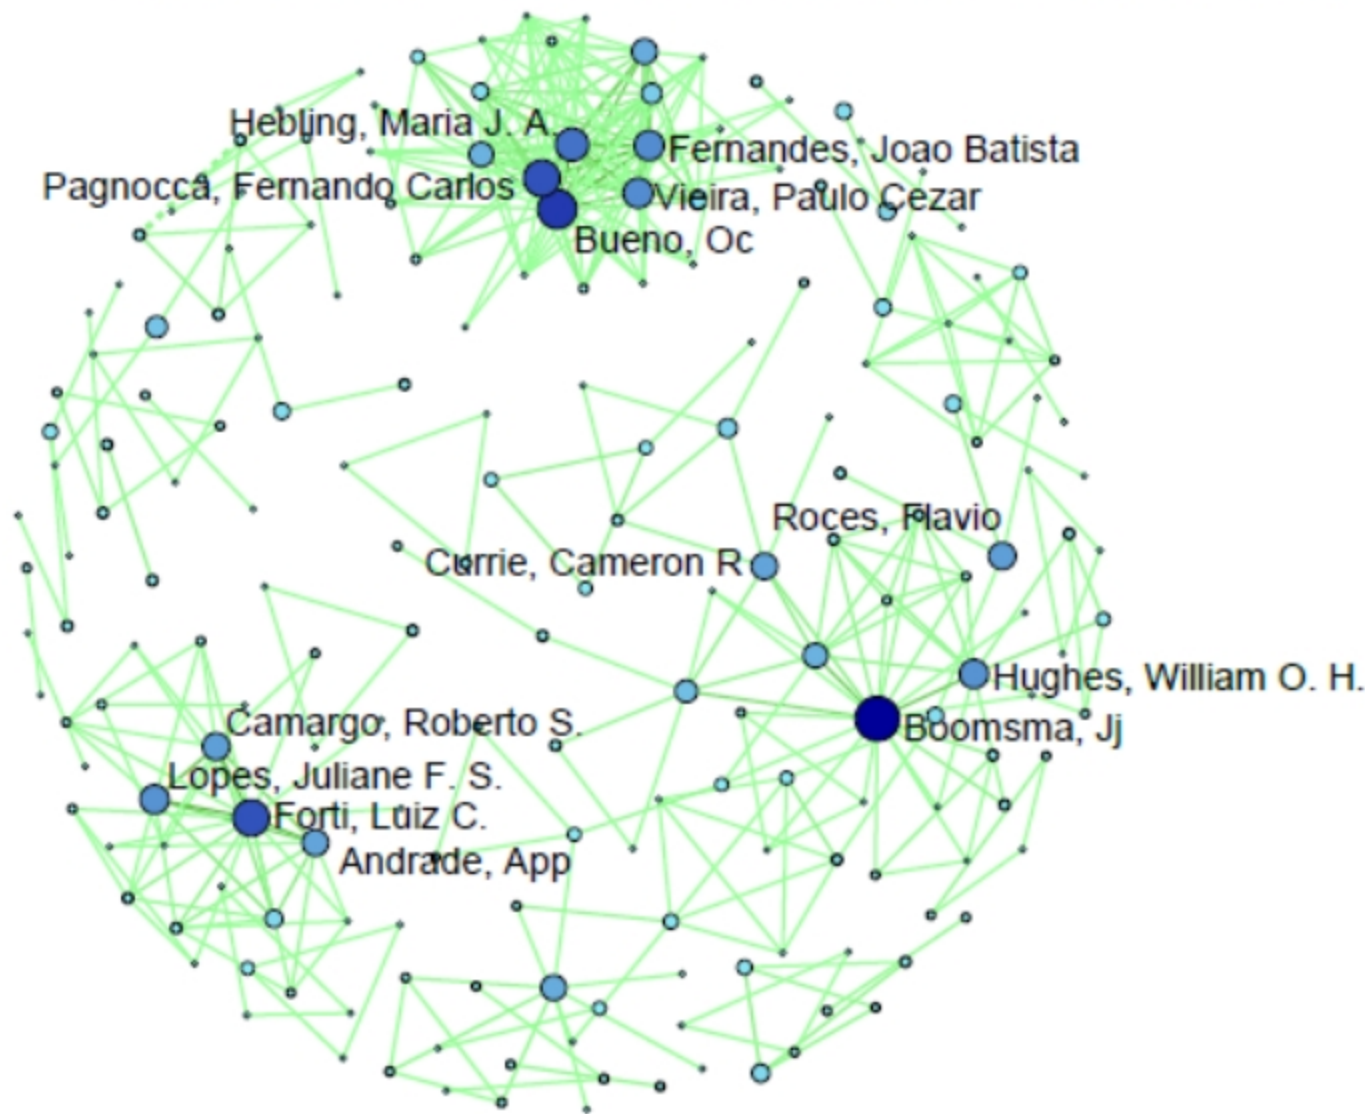 Hebling, Maria J. A.
Fernandes, Joao Batista
Pagnocca, Fernando Carlos
Vieira, Paulo Cezar
Bueno, Oc
Roces, Flavio
Currie, Cameron R
Hughes, William O. H.
Camargo, Roberto S.
Boomsma, Jj
Lopes, Juliane F. S.
Forti, Luiz C.
Andrade, App